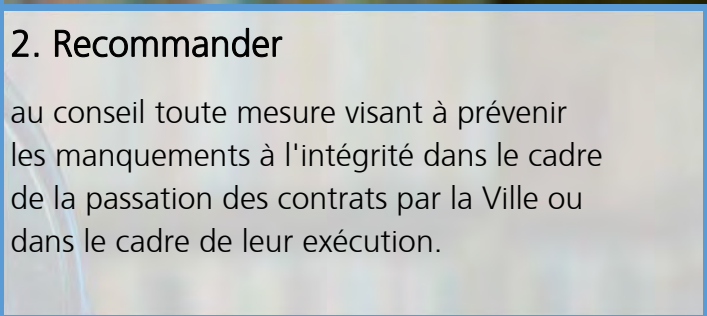 2. Recommander
au conseil toute mesure visant à prévenir
les manquements à l'intégrité dans le cadre
de la passation des contrats par la Ville ou
dans le cadre de leur exécution.